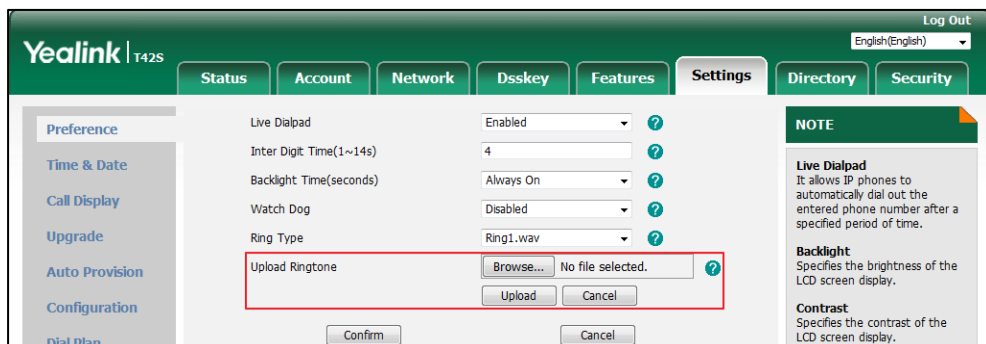 Log Out
English(English)
Yealink T42S
Status Account Network Dsskey Features Settings Directory Security
Preference
Time & Date
Call Display
Upgrade
Auto Provision
Configuration
Dial Plan
Live Dialpad Enabled
Inter Digit Time(1~14s) 4
Backlight Time(seconds) Always On
Watch Dog Disabled
Ring Type Ring1.wav
Upload Ringtone Browse... No file selected.
Upload Cancel
Confirm Cancel
NOTE
Live Dialpad
It allows IP phones to
automatically dial out the
entered phone number after a
specified period of time.
Backlight
Specifies the brightness of the
LCD screen display.
Contrast
Specifies the contrast of the
LCD screen display.